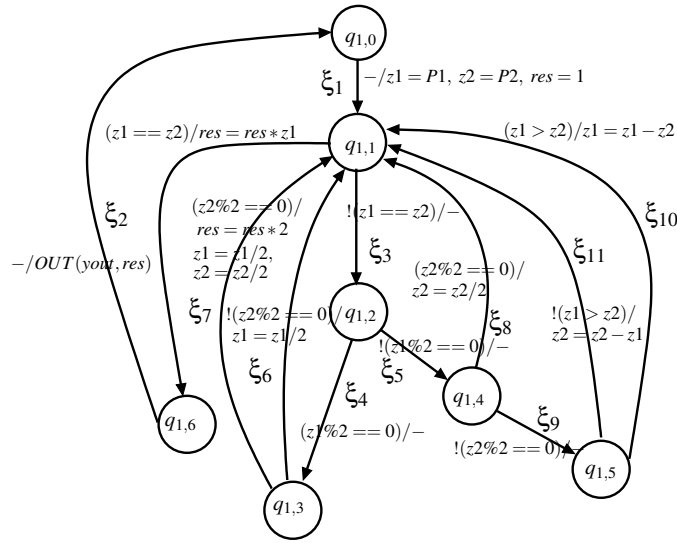 q1,0
ξ1
−/z1 = P1, z2 = P2, res = 1
(z1 == z2)/res = res∗z1
(z1 > z2)/z1 = z1−z2
q1,1
ξ2
(z2%2 == 0)/
res = res∗2
z1 = z1/2,
z2 = z2/2
!(z1 == z2)/−
ξ10
ξ3
ξ11
−/OUT(yout,res)
(z2%2 == 0)/
z2 = z2/2
ξ7
!(z2%2 == 0)/
z1 = z1/2
q1,2
ξ8
!(z1 > z2)/
z2 = z2−z1
!(z1%2 == 0)/−
ξ6
ξ5
ξ4
q1,4
q1,6
ξ9
(z1%2 == 0)/−
!(z2%2 == 0)/−
q1,5
q1,3